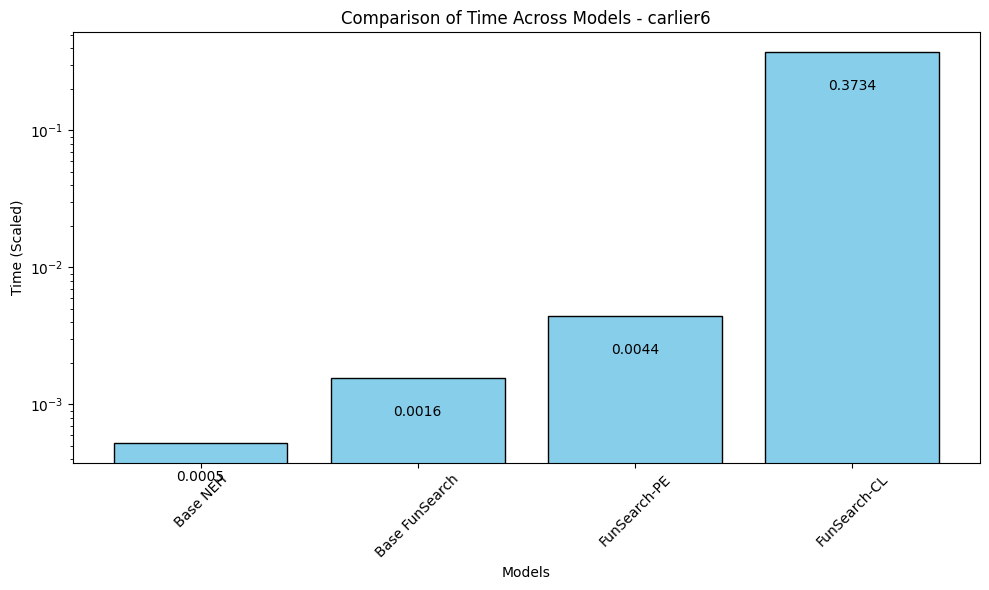 Comparison of Time Across Models - carlier6
Time (Scaled)
10⁻¹
10⁻²
10⁻³
0.3734
0.0044
0.0016
0.0005
Base NEH
Base FunSearch
FunSearch-PE
FunSearch-CL
Models